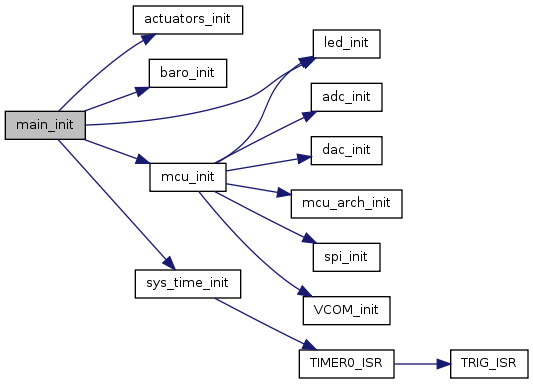 actuators_init
led_init
baro_init
adc_init
main_init
dac_init
mcu_init
mcu_arch_init
spi_init
sys_time_init
VCOM_init
TIMER0_ISR
TRIG_ISR